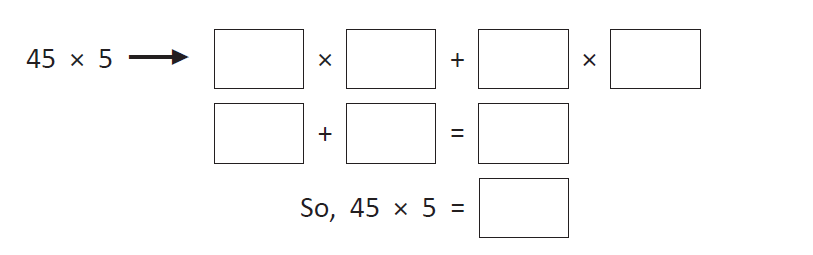 45 × 5 ⟶ × + ×
+ =
So, 45 × 5 =